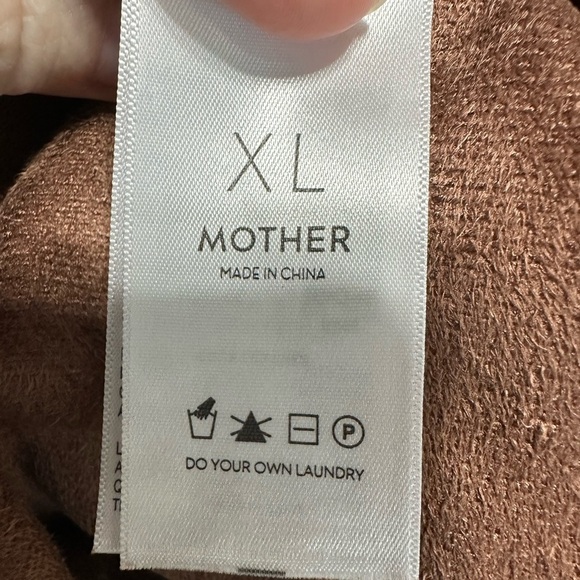 XL
MOTHER
MADE IN CHINA
P
DO YOUR OWN LAUNDRY